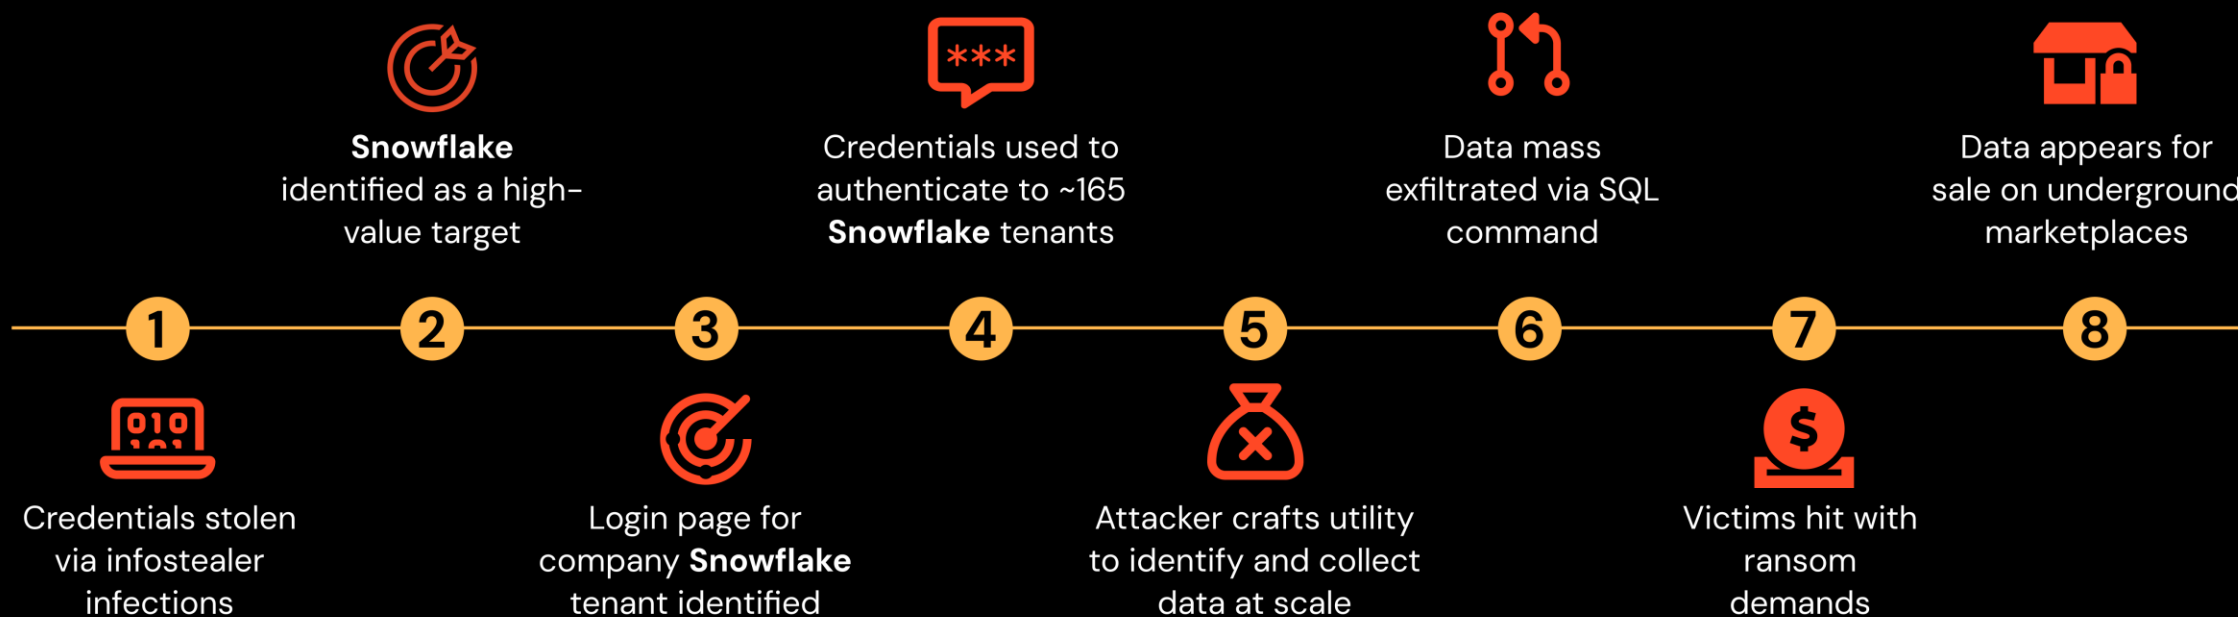 010
101
Credentials stolen
via infostealer
infections
1
Snowflake
identified as a high-
value target
2
3
Login page for
company Snowflake
tenant identified
***
Credentials used to
authenticate to ~165
Snowflake tenants
4
5
Attacker crafts utility
to identify and collect
data at scale
Data mass
exfiltrated via SQL
command
6
7
$
Victims hit with
ransom
demands
Data appears for
sale on underground
marketplaces
8